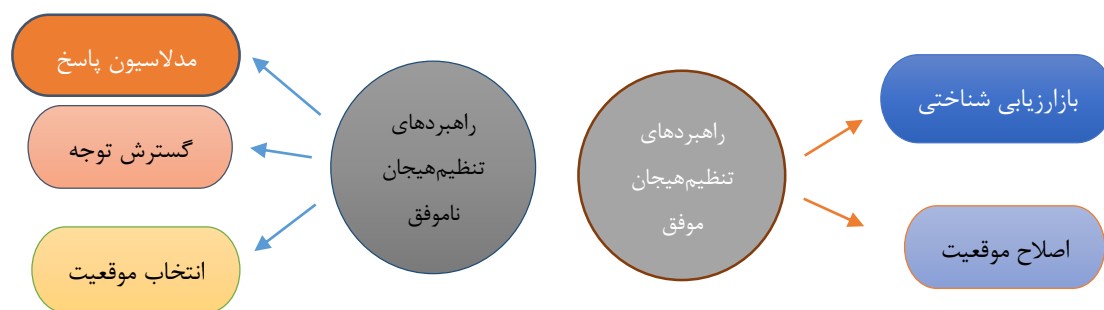 بازارزیابی شناختی
راهبردهای
تنظیم‌هیجان
موفق
اصلاح موقعیت
راهبردهای
تنظیم‌هیجان
ناموفق
مدلاسیون پاسخ
گسترش توجه
انتخاب موقعیت